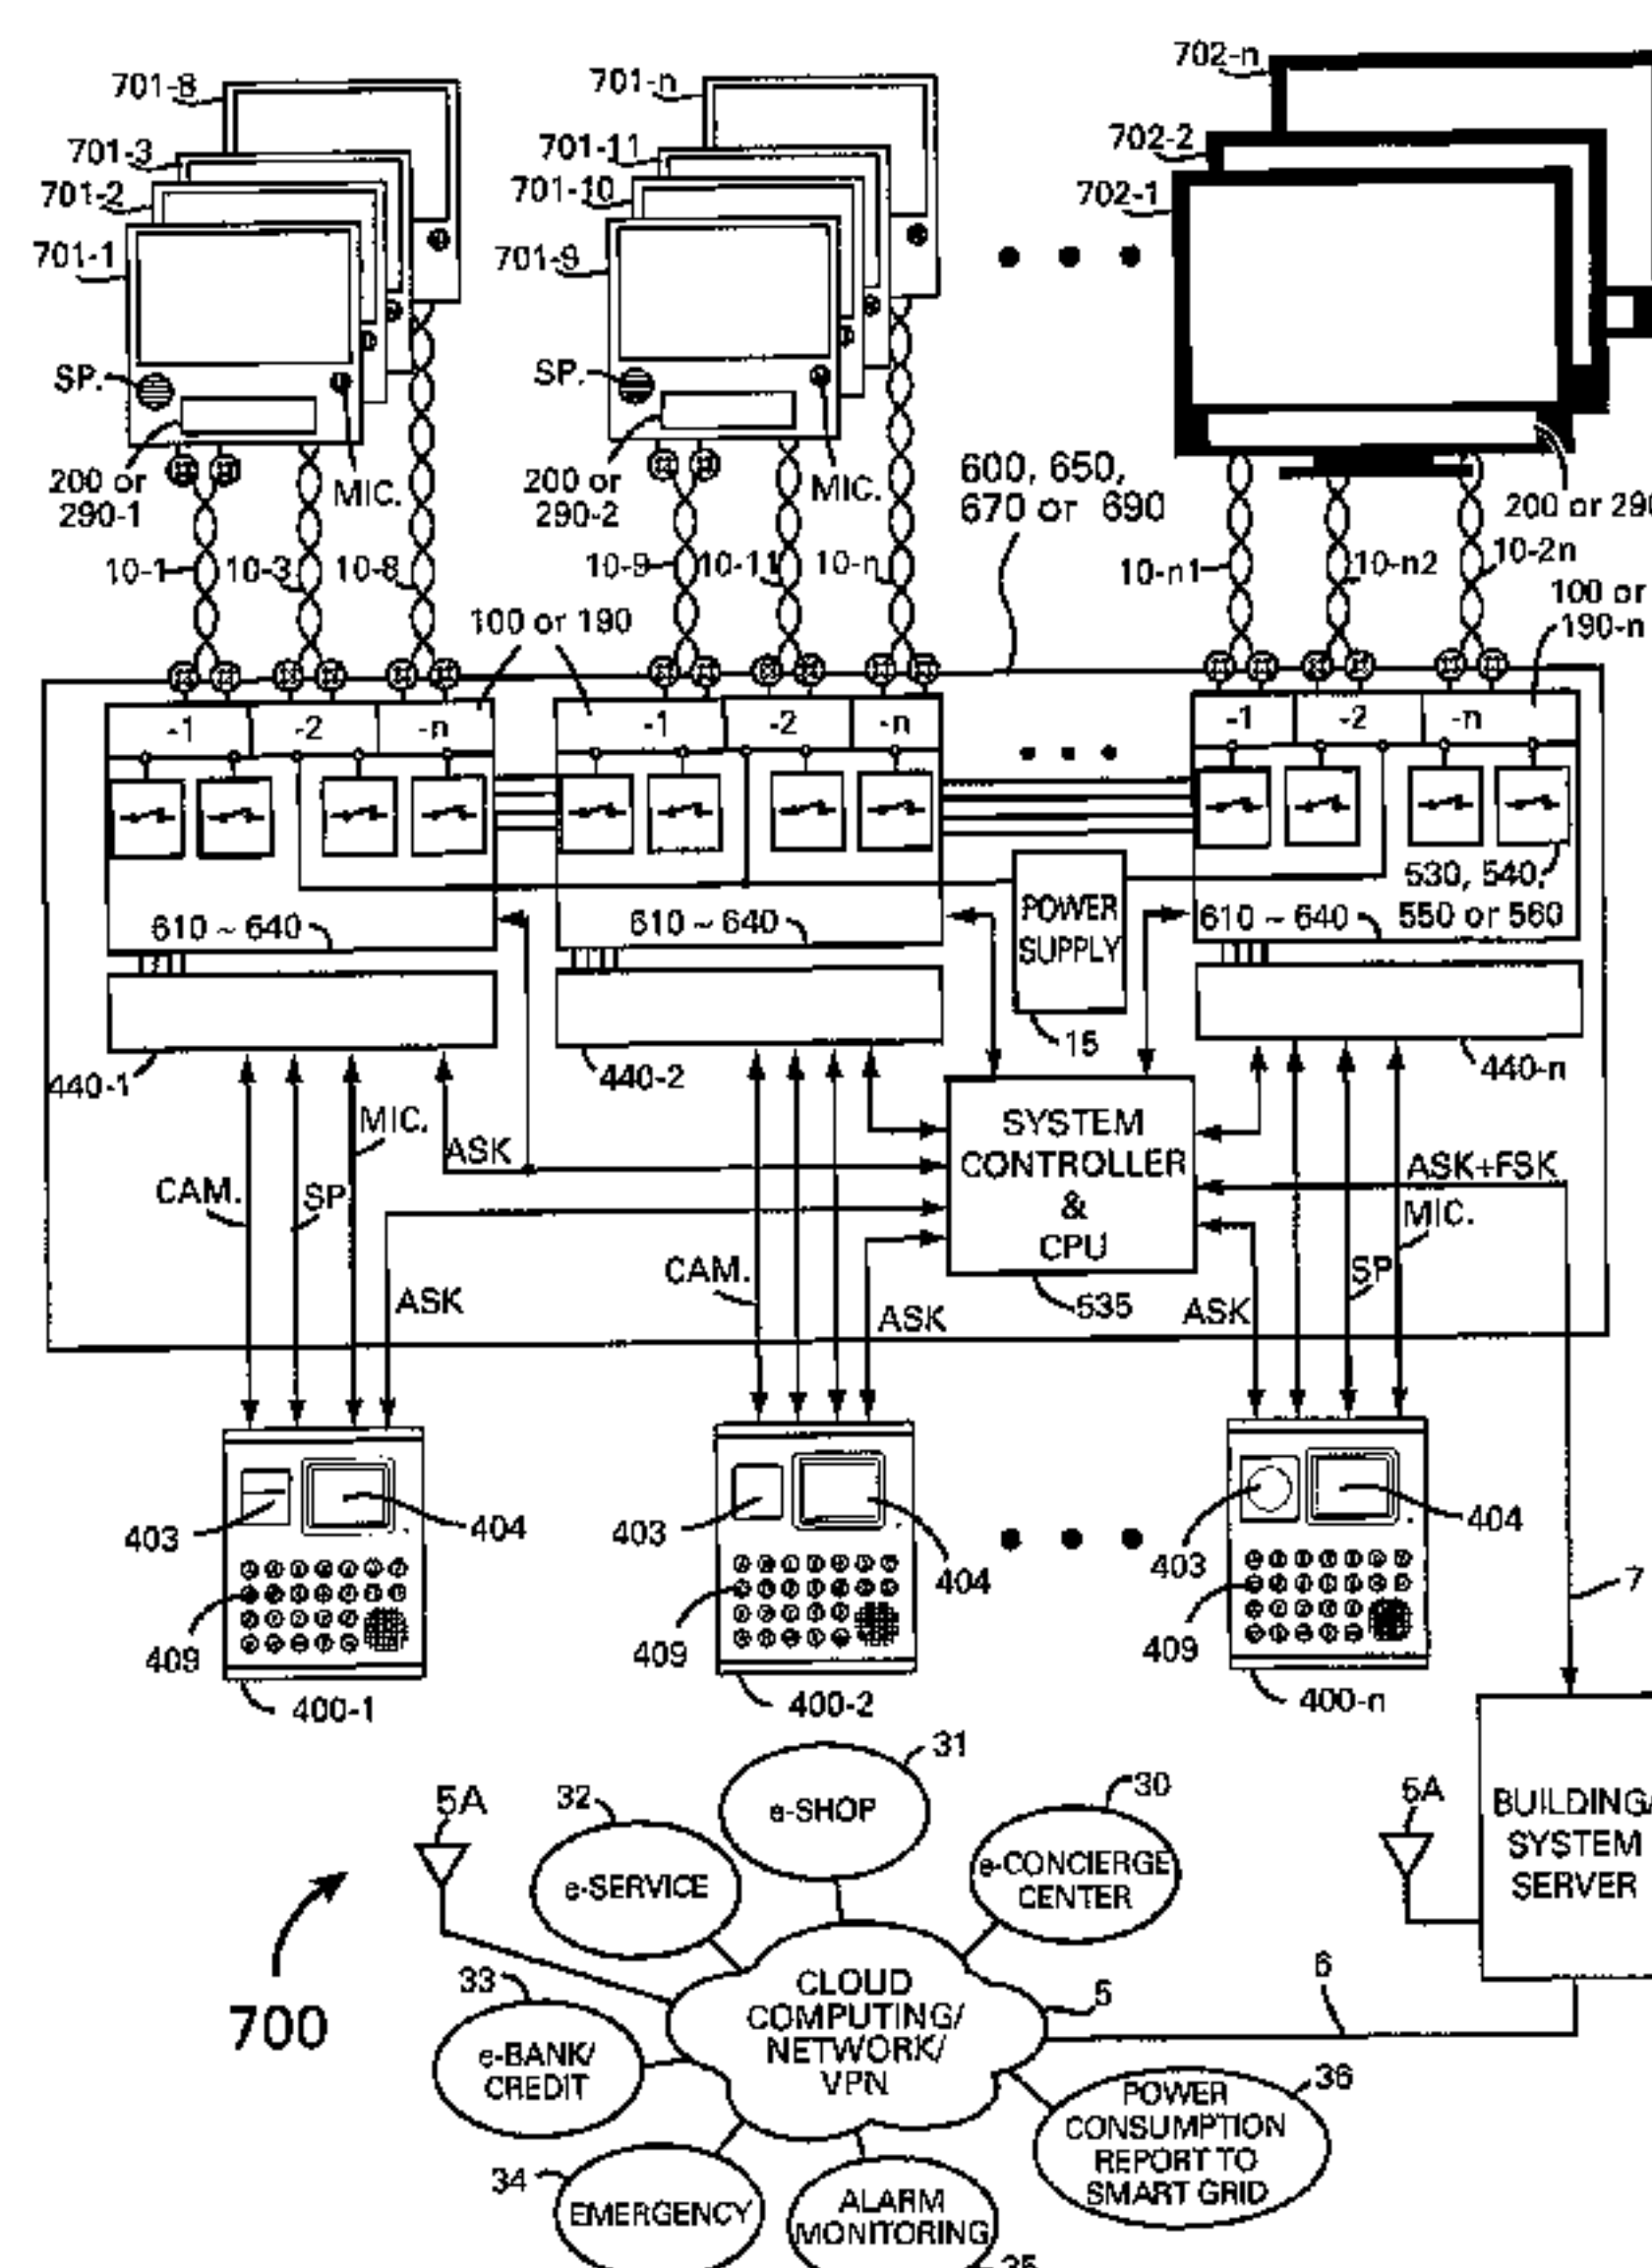 702-n
701-8
701-n
701-3
701-11
702-2
701-2
701-10
702-1
701-1
701-9
SP.
SP.
200 or
290-1
MIC.
200 or
290-2
MIC.
600, 650,
670 or 690
200 or 290
10-1
10-3
10-8
10-9
10-11
10-n
10-n1
10-n2
10-2n
100 or 190
100 or
190-n
-1
-2
-n
-1
-2
-n
-1
-2
-n
530, 540,
550 or 560
610 ~ 640
610 ~ 640
610 ~ 640
POWER
SUPPLY
15
440-1
440-2
440-n
MIC.
ASK
CAM.
SP
ASK
CAM.
ASK
SYSTEM
CONTROLLER
&
CPU
535
ASK+FSK
MIC.
SP
ASK
403
404
409
400-1
403
404
409
400-2
403
404
409
400-n
7
31
e-SHOP
5A
32
e-SERVICE
30
e-CONCIERGE
CENTER
5A
BUILDING/
SYSTEM
SERVER
700
33
e-BANK/
CREDIT
CLOUD
COMPUTING/
NETWORK/
VPN
5
6
36
POWER
CONSUMPTION
REPORT TO
SMART GRID
34
EMERGENCY
ALARM
MONITORING
35